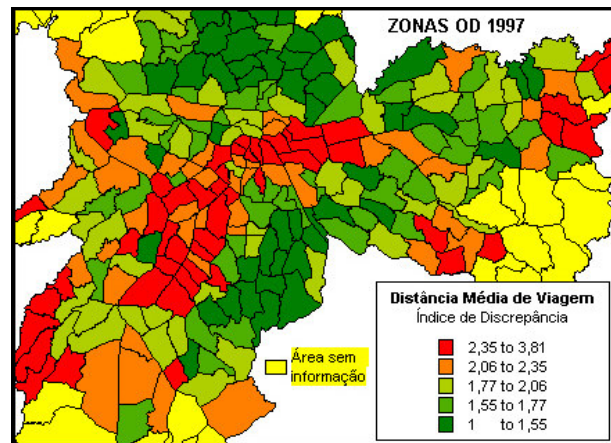 ZONAS OD 1997
Área sem
informação
Distância Média de Viagem
Índice de Discrepância
2,35 to 3,81
2,06 to 2,35
1,77 to 2,06
1,55 to 1,77
1 to 1,55